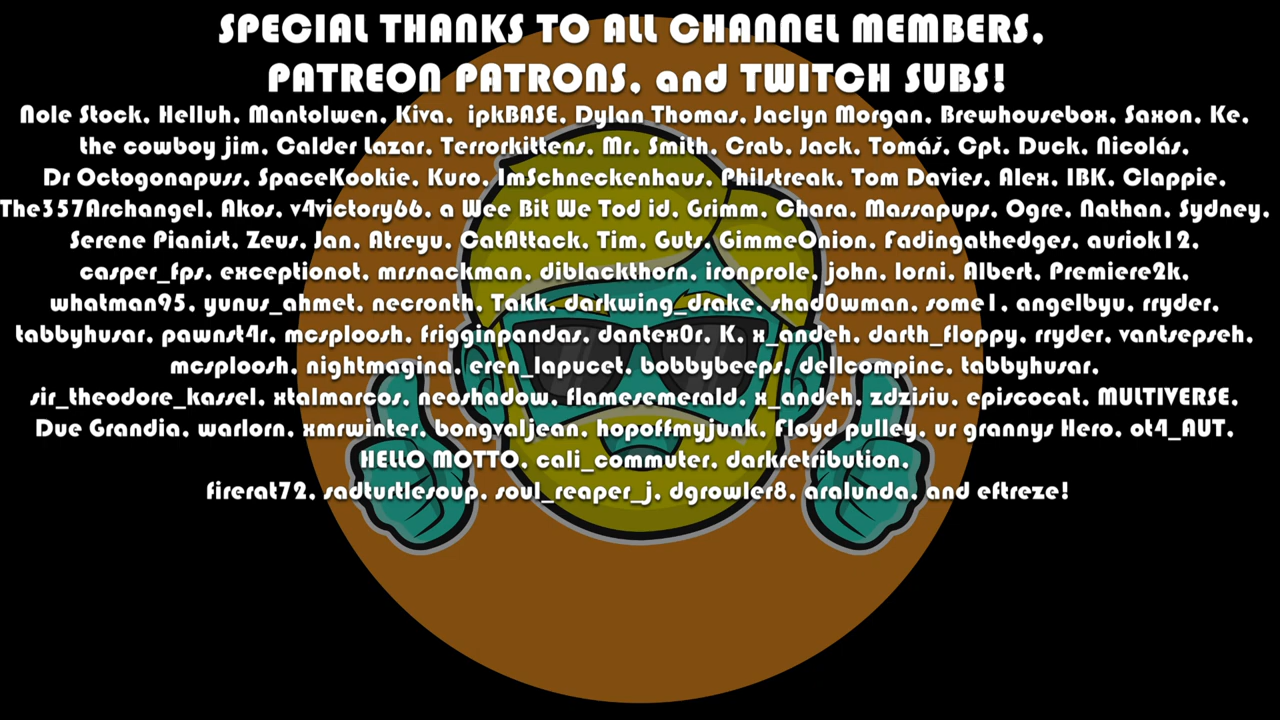 SPECIAL THANKS TO ALL CHANNEL MEMBERS,
PATREON PATRONS, and TWITCH SUBS!
Nole Stock, Helluh, Mantolwen, Kiva, ipkBASE, Dylan Thomas, Jaclyn Morgan, Brewhousebox, Saxon, Ke,
the cowboy jim, Calder Lazar, Terrorkittens, Mr. Smith, Crab, Jack, Tomáš, Cpt. Duck, Nicolás,
Dr Octogonapuss, SpaceKookie, Kuro, ImSchneckenhaus, Philstreak, Tom Davies, Alex, IBK, Clappie,
The357Archangel, Akos, v4victory66, a Wee Bit We Tod id, Grimm, Chara, Massapups, Ogre, Nathan, Sydney,
Serene Pianist, Zeus, Jan, Atreyu, CatAttack, Tim, Guts, GimmeOnion, Fadingathedges, auriok12,
casper_fps, exceptionot, mrsnackman, diblackthorn, ironprole, john, lorni, Albert, Premiere2k,
whatman95, yunus_ahmet, necronth, Takk, darkwing_drake, shad0wman, some1, angelbyu, rryder,
tabbyhusar, pawnst4r, mcsploosh, frigginpandas, dantex0r, K, x_andeh, darth_floppy, rryder, vantsepseh,
mcsploosh, nightmagina, eren_lapucet, bobbybeeps, dellcompinc, tabbyhusar,
sir_theodore_kassel, xtalmarcos, neoshadow, flamesemerald, x_andeh, zdzisiu, episcocat, MULTIVERSE,
Due Grandia, warlorn, xmrwinter, bongvaljean, hopoffmyjunk, Floyd pulley, ur grannys Hero, ot4_AUT,
HELLO MOTTO, cali_commuter, darkretribution,
firerat72, sadturtlesoup, soul_reaper_j, dgrowler8, aralunda, and eftreze!